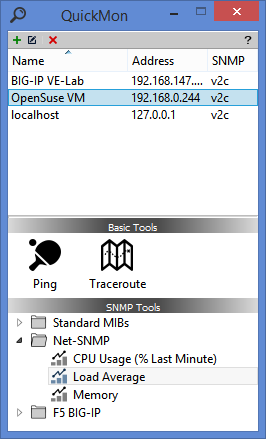 QuickMon
?
Name Address SNMP
BIG-IP VE-Lab 192.168.147.... v2c
OpenSuse VM 192.168.0.244 v2c
localhost 127.0.0.1 v2c
Basic Tools
Ping Traceroute
SNMP Tools
Standard MIBs
Net-SNMP
CPU Usage (% Last Minute)
Load Average
Memory
F5 BIG-IP